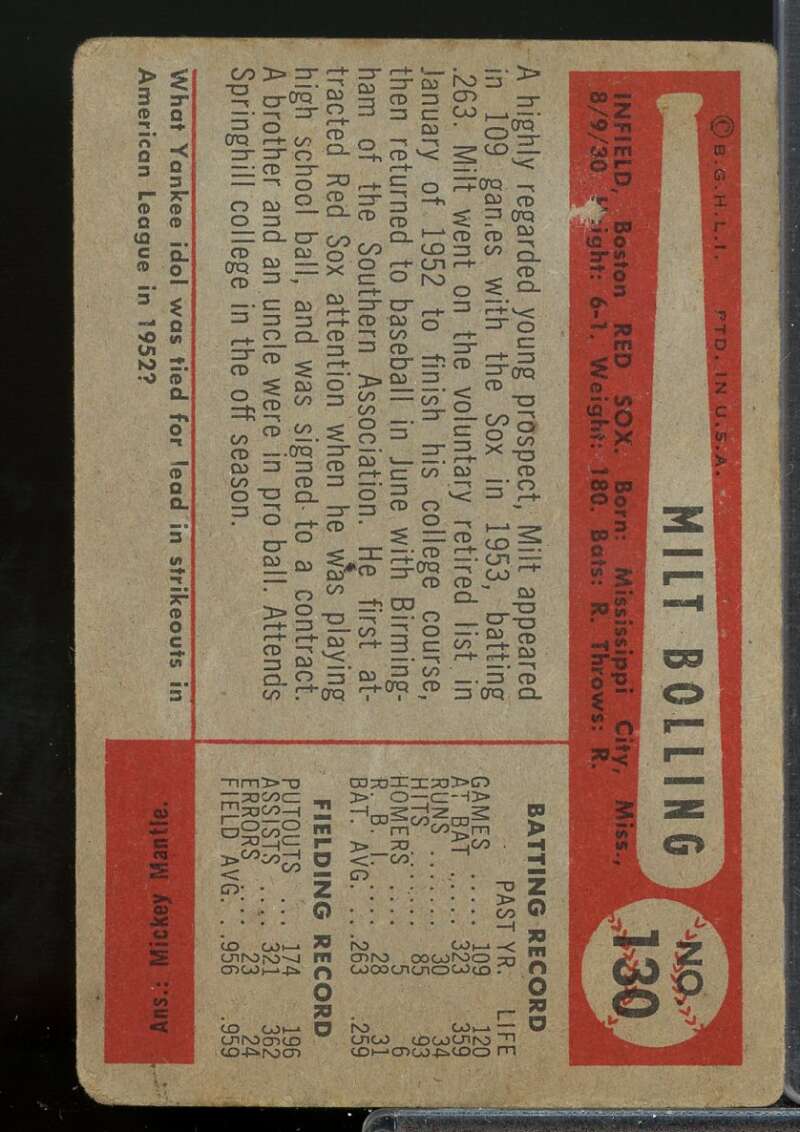 © B.G.H.L.I. PTD. IN U.S.A.
MILT BOLLING
NO.
130
INFIELD, Boston RED SOX. Born: Mississippi City, Miss.,
8/9/30 Height: 6-1. Weight: 180. Bats: R. Throws: R.
A highly regarded young prospect, Milt appeared
in 109 games with the Sox in 1953, batting
.263. Milt went on the voluntary retired list in
January of 1952 to finish his college course,
then returned to baseball in June with Birming-
ham of the Southern Association. He first at-
tracted Red Sox attention when he was playing
high school ball, and was signed to a contract.
A brother and an uncle were in pro ball. Attends
Springhill college in the off season.
BATTING RECORD
PAST YR. LIFE
GAMES ..... 109 120
AT BAT ..... 323 359
RUNS ....... 30 34
HITS ....... 85 93
HOMERS..... 5 6
R. B. I. .... 28 31
BAT. AVG. ...263 .259
FIELDING RECORD
PUTOUTS ... 174 196
ASSISTS .... 321 362
ERRORS .... 23 24
FIELD AVG. ..956 .959
What Yankee idol was tied for lead in strikeouts in
American League in 1952?
Ans.: Mickey Mantle.